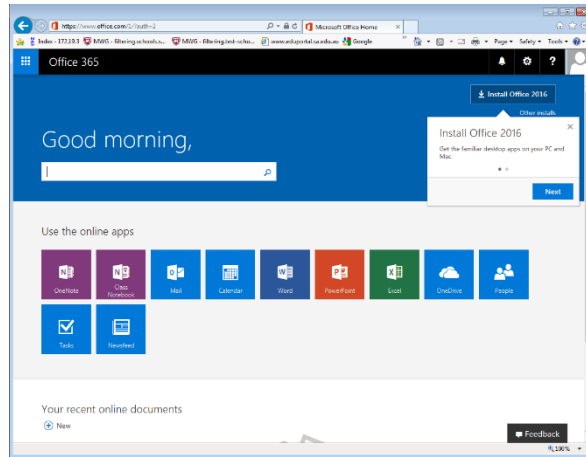 https://www.office.com/1/?auth=2
Microsoft Office Home
Index - 172.19.1 MWG - filtering-schools.s... MWG - filtering.test-scho... www.eduportal.sa.edu.au Google Page Safety Tools
Office 365
?
Install Office 2016
Other installs
Good morning,
Install Office 2016
Get the familiar desktop apps on your PC and
Mac.
Next
Use the online apps
OneNote Class Notebook Mail Calendar Word PowerPoint Excel OneDrive People
Tasks Newsfeed
Your recent online documents
New
Feedback
100%